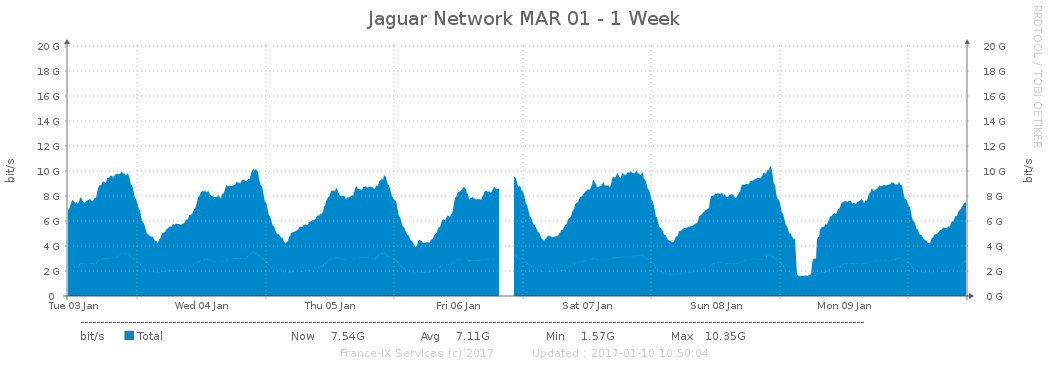 Jaguar Network MAR 01 - 1 Week
RRDTOOL / TOBI OETIKER
bit/s
bit/s
20 G 20 G
18 G 18 G
16 G 16 G
14 G 14 G
12 G 12 G
10 G 10 G
8 G 8 G
6 G 6 G
4 G 4 G
2 G 2 G
0 0 G
Tue 03 Jan Wed 04 Jan Thu 05 Jan Fri 06 Jan Sat 07 Jan Sun 08 Jan Mon 09 Jan
bit/s Total Now 7.54G Avg 7.11G Min 1.57G Max 10.35G
France-IX Services (c) 2017 Updated : 2017-01-10 10:50:04